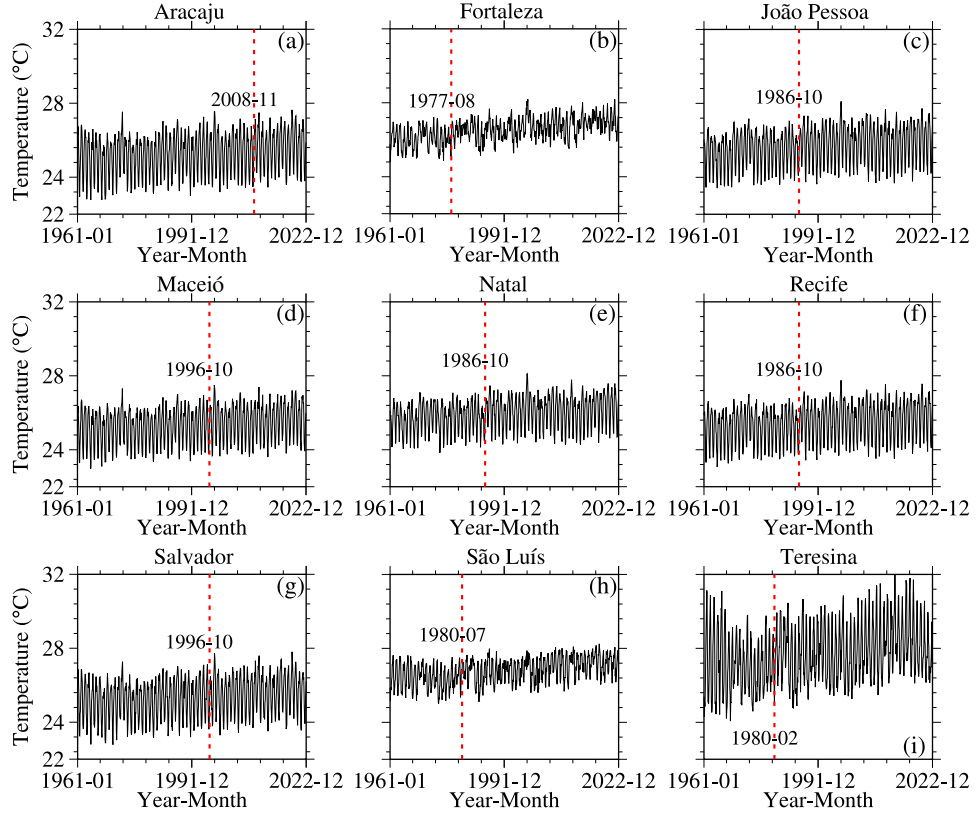 Aracaju Fortaleza João Pessoa
32 (a) (b) (c)
28 2008-11 1977-08 1986-10
24
22
Temperature (°C)
1961-01 1991-12 2022-12 1961-01 1991-12 2022-12 1961-01 1991-12 2022-12
Year-Month Year-Month Year-Month
Maceió Natal Recife
32 (d) (e) (f)
28 1996-10 1986-10 1986-10
24
22
Temperature (°C)
1961-01 1991-12 2022-12 1961-01 1991-12 2022-12 1961-01 1991-12 2022-12
Year-Month Year-Month Year-Month
Salvador São Luís Teresina
32 (g) (h)
28 1996-10 1980-07
24
22 1980-02 (i)
Temperature (°C)
1961-01 1991-12 2022-12 1961-01 1991-12 2022-12 1961-01 1991-12 2022-12
Year-Month Year-Month Year-Month